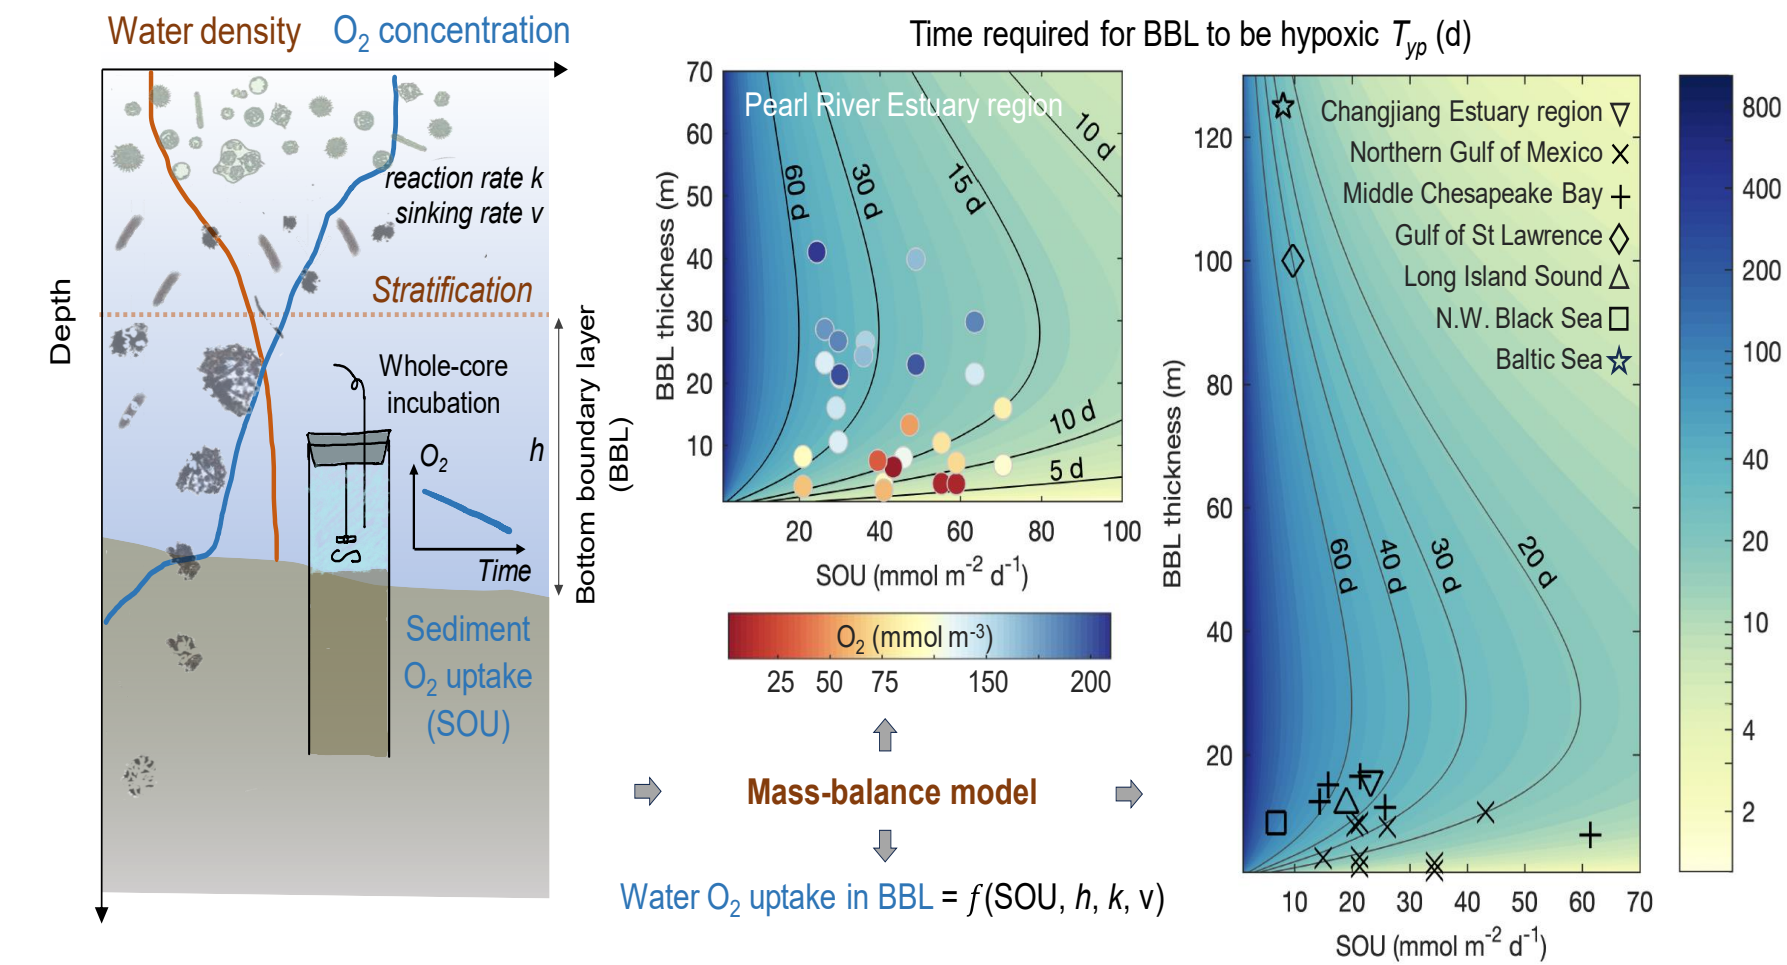 Water density
O2 concentration
reaction rate k
sinking rate v
Stratification
Depth
Whole-core
incubation
O2
Time
h
Bottom boundary layer
(BBL)
Sediment
O2 uptake
(SOU)
Time required for BBL to be hypoxic Typ (d)
Pearl River Estuary region
70
60
50
40
30
20
10
BBL thickness (m)
60 d
30 d
15 d
10 d
10 d
5 d
20
40
60
80
100
SOU (mmol m-2 d-1)
O2 (mmol m-3)
25
50
75
150
200
Mass-balance model
Water O2 uptake in BBL = f(SOU, h, k, v)
Changjiang Estuary region
Northern Gulf of Mexico
Middle Chesapeake Bay
Gulf of St Lawrence
Long Island Sound
N.W. Black Sea
Baltic Sea
120
100
80
60
40
20
BBL thickness (m)
60 d
40 d
30 d
20 d
10
20
30
40
50
60
70
SOU (mmol m-2 d-1)
800
400
200
100
40
20
10
4
2